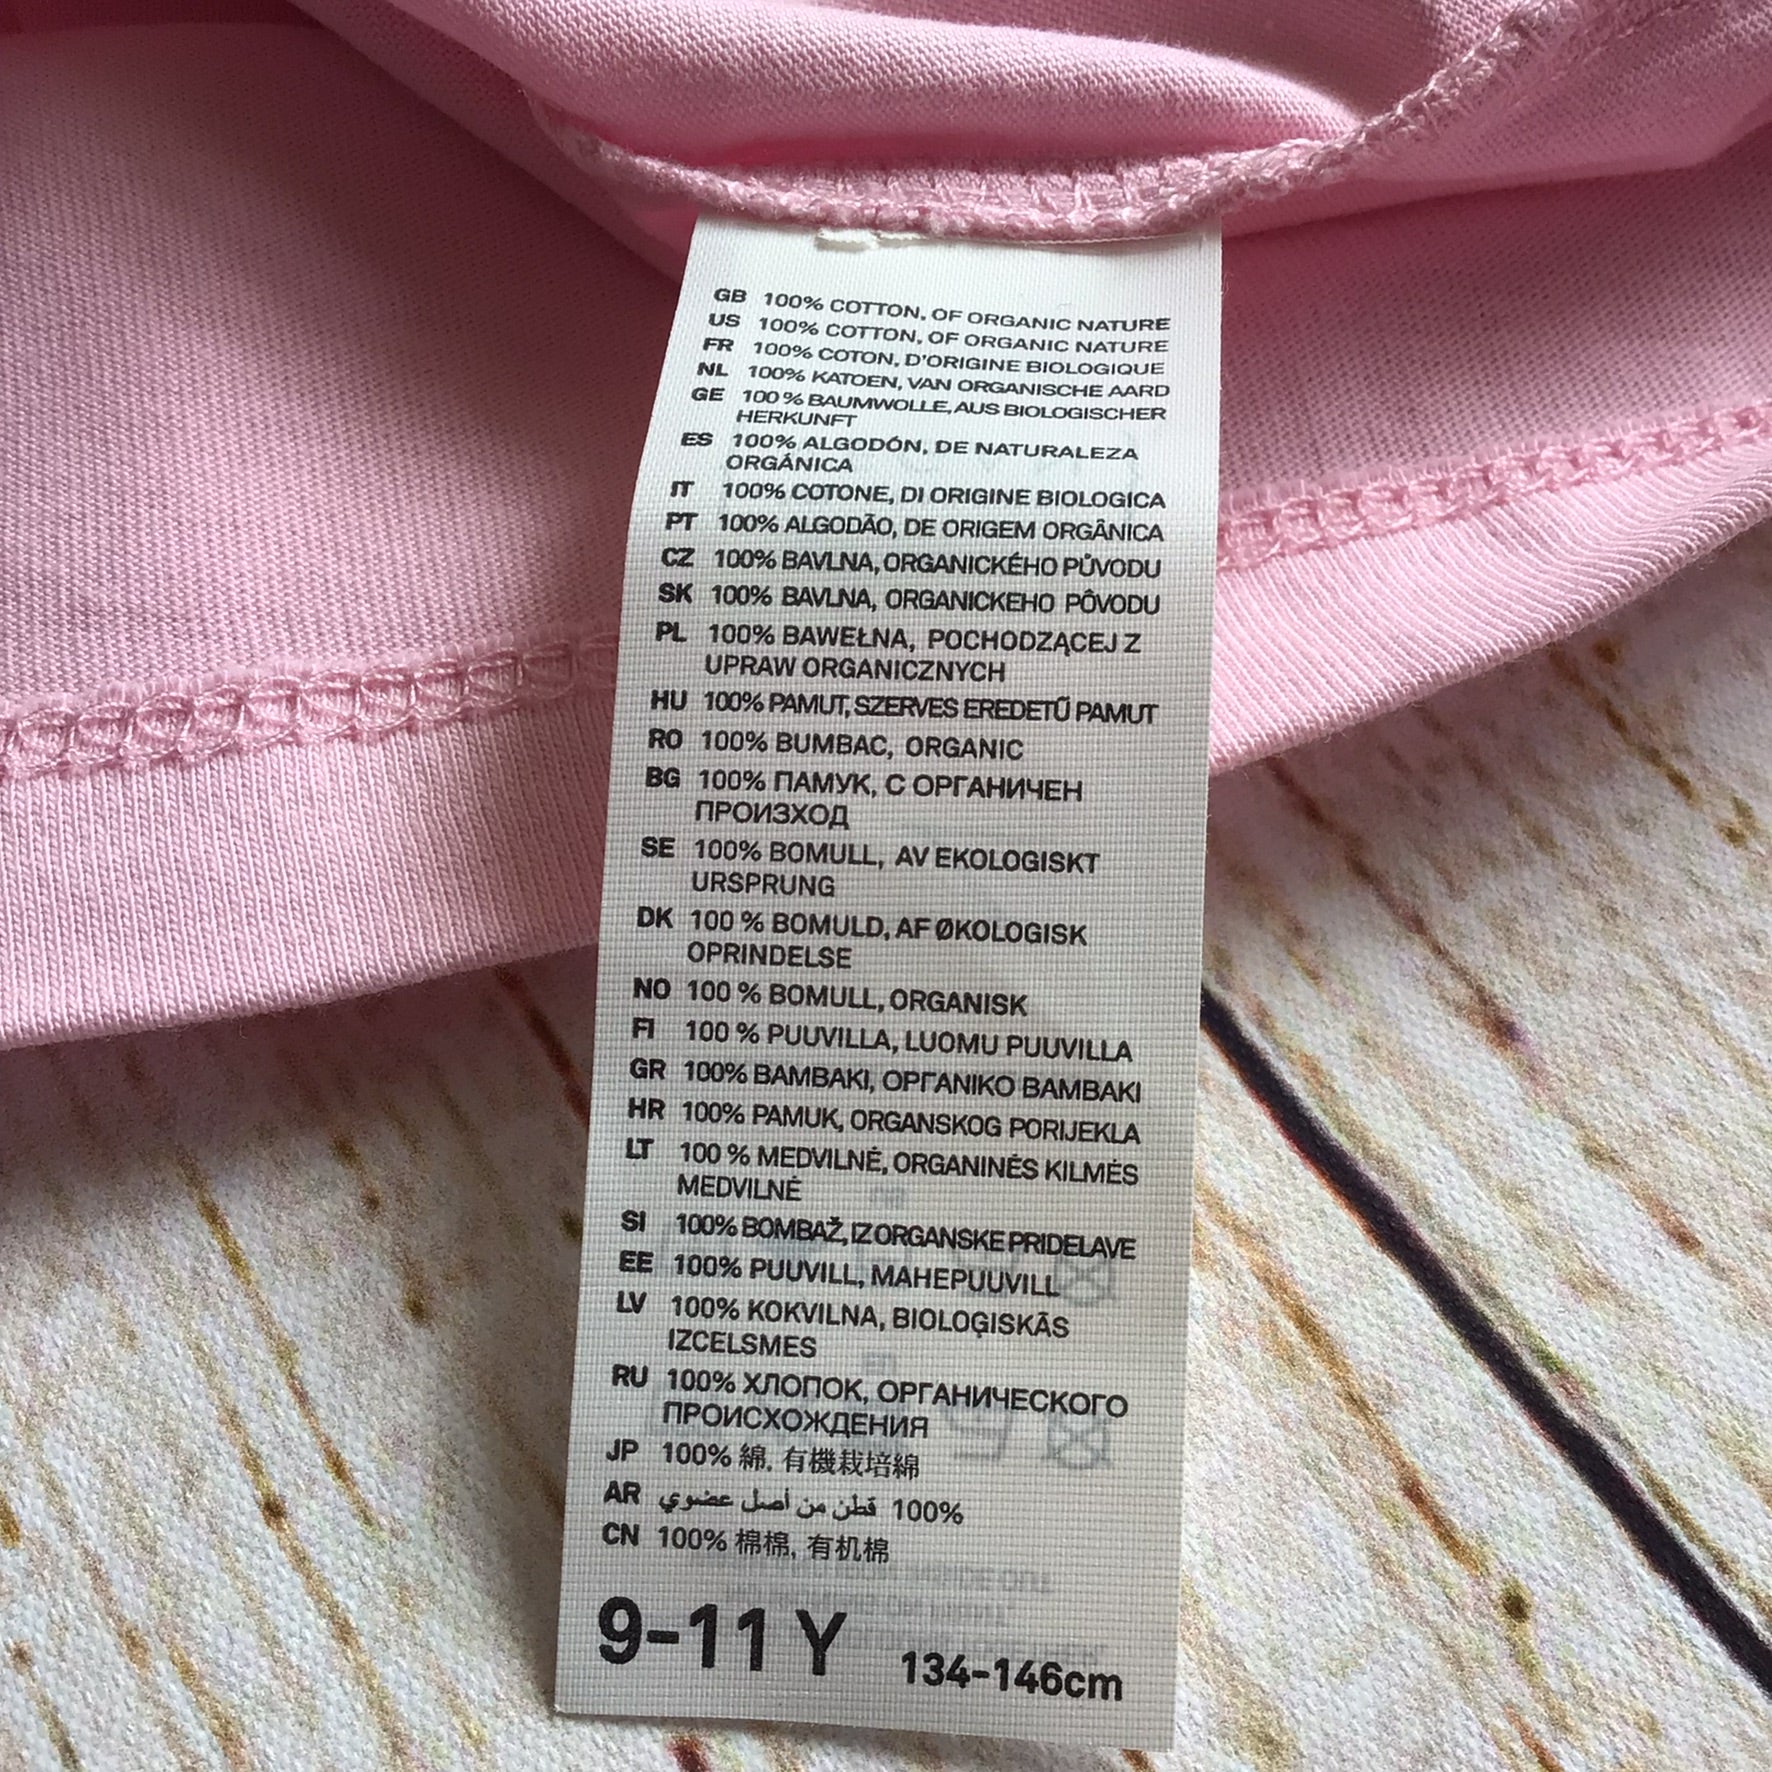 GB 100% COTTON, OF ORGANIC NATURE
US 100% COTTON, OF ORGANIC NATURE
FR 100% COTON, D'ORIGINE BIOLOGIQUE
NL 100% KATOEN, VAN ORGANISCHE AARD
GE 100 % BAUMWOLLE, AUS BIOLOGISCHER
HERKUNFT
ES 100% ALGODÓN, DE NATURALEZA
ORGÁNICA
IT 100% COTONE, DI ORIGINE BIOLOGICA
PT 100% ALGODÃO, DE ORIGEM ORGÂNICA
CZ 100% BAVLNA, ORGANICKÉHO PŮVODU
SK 100% BAVLNA, ORGANICKEHO PÔVODU
PL 100% BAWEŁNA, POCHODZĄCEJ Z
UPRAW ORGANICZNYCH
HU 100% PAMUT, SZERVES EREDETŰ PAMUT
RO 100% BUMBAC, ORGANIC
BG 100% ПАМУК, С ОРГАНИЧЕН
ПРОИЗХОД
SE 100% BOMULL, AV EKOLOGISKT
URSPRUNG
DK 100 % BOMULD, AF ØKOLOGISK
OPRINDELSE
NO 100 % BOMULL, ORGANISK
FI 100 % PUUVILLA, LUOMU PUUVILLA
GR 100% ΒΑΜΒΑΚΙ, ΟΡΓΑΝΙΚΟ ΒΑΜΒΑΚΙ
HR 100% PAMUK, ORGANSKOG PORIJEKLA
LT 100 % MEDVILNĖ, ORGANINĖS KILMĖS
MEDVILNĖ
SI 100% BOMBAŽ, IZ ORGANSKE PRIDELAVE
EE 100% PUUVILL, MAHEPUUVILL
LV 100% KOKVILNA, BIOLOĢISKĀS
IZCELSMES
RU 100% ХЛОПОК, ОРГАНИЧЕСКОГО
ПРОИСХОЖДЕНИЯ
JP 100% 綿, 有機栽培綿
AR 100% قطن من أصل عضوي
CN 100% 棉棉, 有机棉
9-11 Y 134-146cm